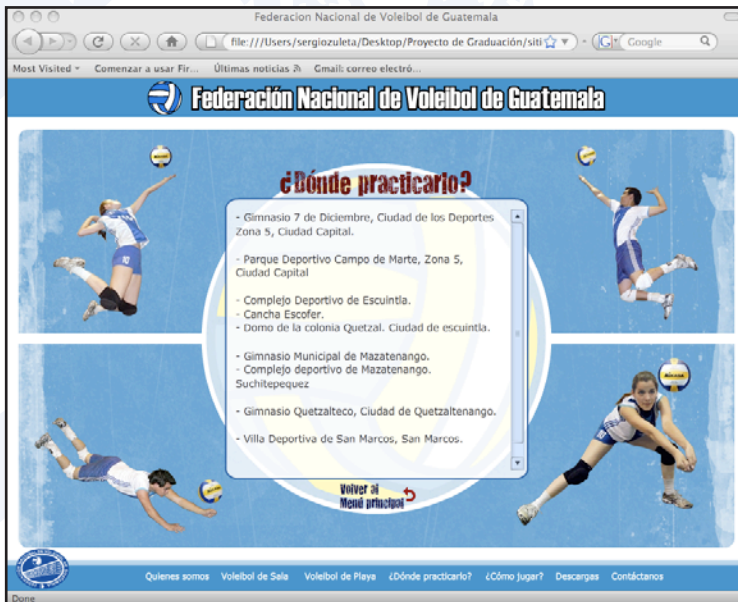 Federacion Nacional de Voleibol de Guatemala
file:///Users/sergiozuleta/Desktop/Proyecto de Graduación/siti
Google
Most Visited
Comenzar a usar Fir...
Últimas noticias
Gmail: correo electró...
Federación Nacional de Voleibol de Guatemala
¿Dónde practicarlo?
- Gimnasio 7 de Diciembre, Ciudad de los Deportes
Zona 5, Ciudad Capital.
- Parque Deportivo Campo de Marte, Zona 5,
Ciudad Capital
- Complejo Deportivo de Escuintla.
- Cancha Escofer.
- Domo de la colonia Quetzal. Ciudad de escuintla.
- Gimnasio Municipal de Mazatenango.
- Complejo deportivo de Mazatenango.
Suchitepequez
- Gimnasio Quetzalteco, Ciudad de Quetzaltenango.
- Villa Deportiva de San Marcos, San Marcos.
Volver al
Menú principal
Quienes somos Voleibol de Sala Voleibol de Playa ¿Dónde practicarlo? ¿Cómo jugar? Descargas Contáctanos
Done